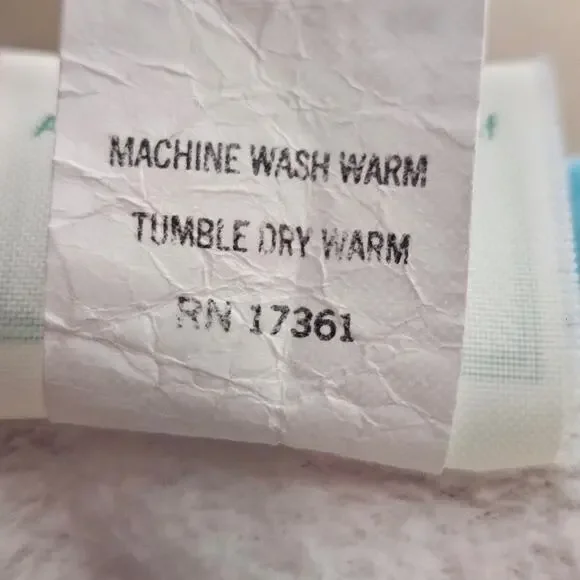 MACHINE WASH WARM
TUMBLE DRY WARM
RN 17361